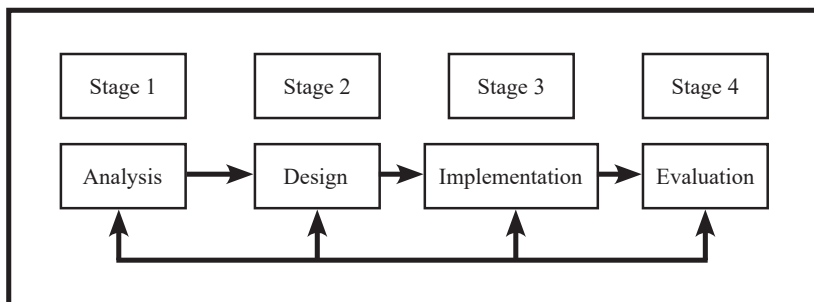 Stage 1
Stage 2
Stage 3
Stage 4
Analysis
Design
Implementation
Evaluation